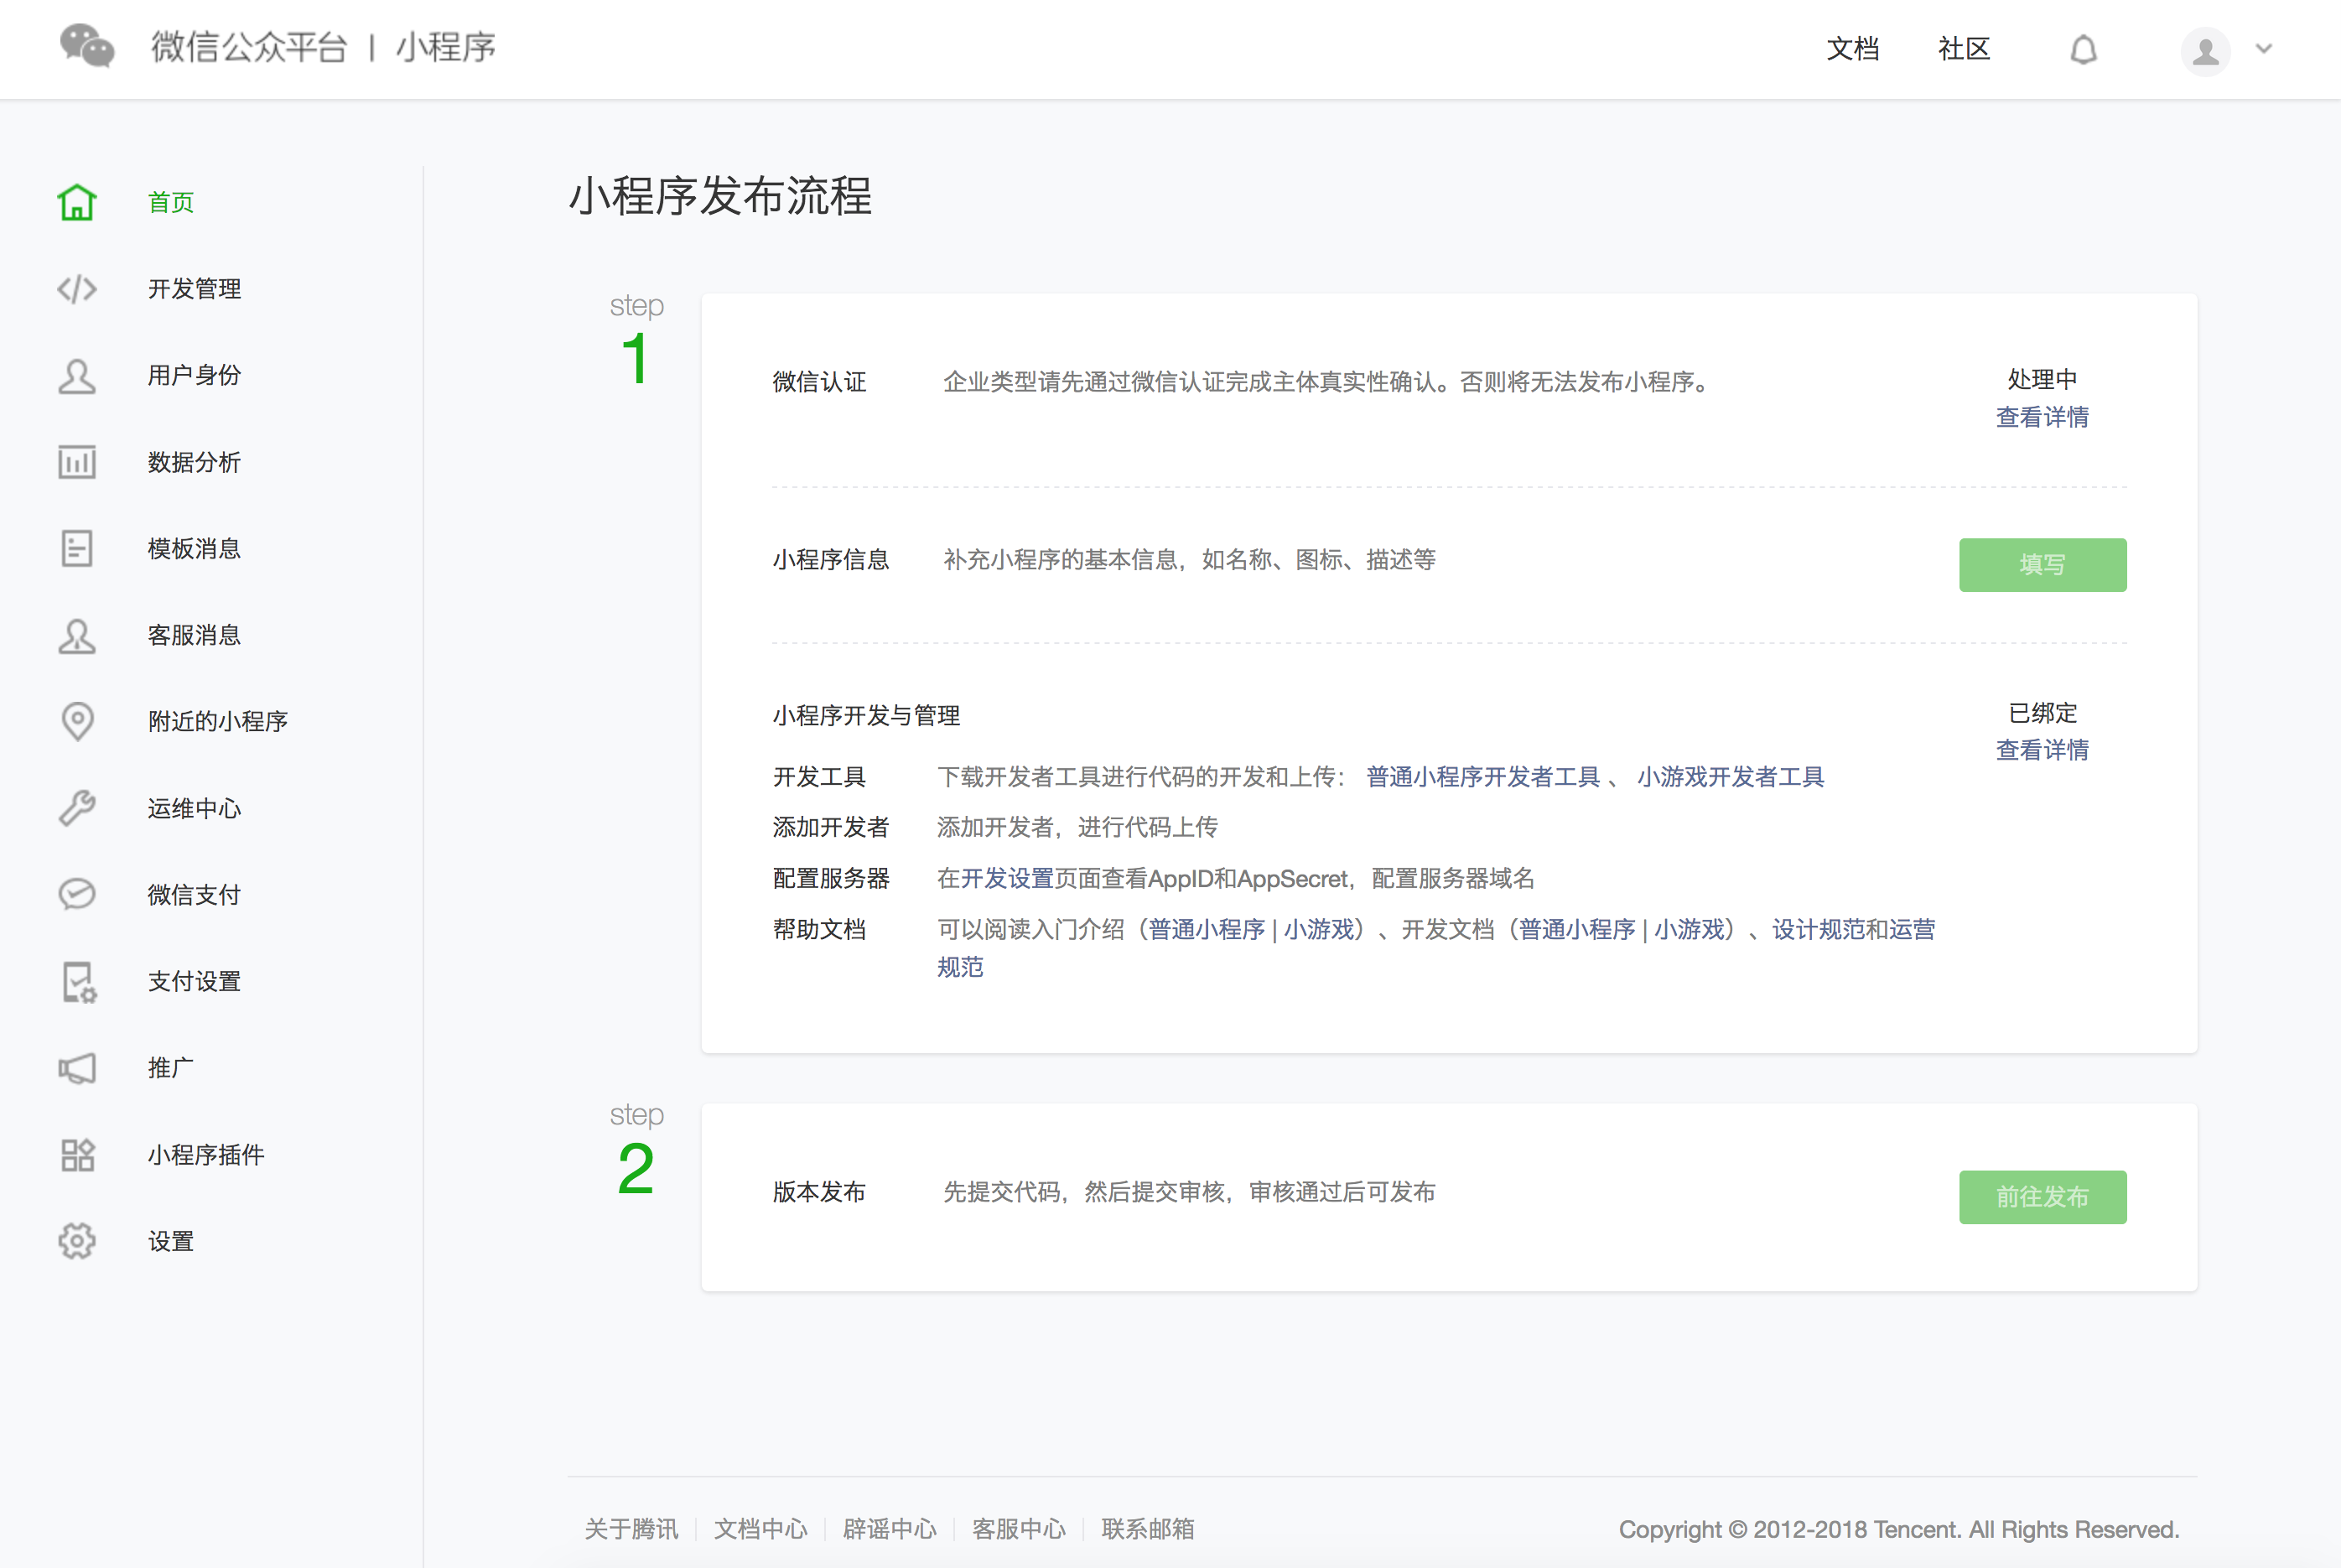 微信公众平台 | 小程序
文档
社区
首页
开发管理
用户身份
数据分析
模板消息
客服消息
附近的小程序
运维中心
微信支付
支付设置
推广
小程序插件
设置
小程序发布流程
step
1
微信认证
企业类型请先通过微信认证完成主体真实性确认。否则将无法发布小程序。
处理中
查看详情
小程序信息
补充小程序的基本信息，如名称、图标、描述等
填写
小程序开发与管理
已绑定
查看详情
开发工具
下载开发者工具进行代码的开发和上传： 普通小程序开发者工具 、 小游戏开发者工具
添加开发者
添加开发者，进行代码上传
配置服务器
在开发设置页面查看AppID和AppSecret，配置服务器域名
帮助文档
可以阅读入门介绍（普通小程序 | 小游戏）、开发文档（普通小程序 | 小游戏）、设计规范和运营
规范
step
2
版本发布
先提交代码，然后提交审核，审核通过后可发布
前往发布
关于腾讯 | 文档中心 | 辟谣中心 | 客服中心 | 联系邮箱
Copyright © 2012-2018 Tencent. All Rights Reserved.